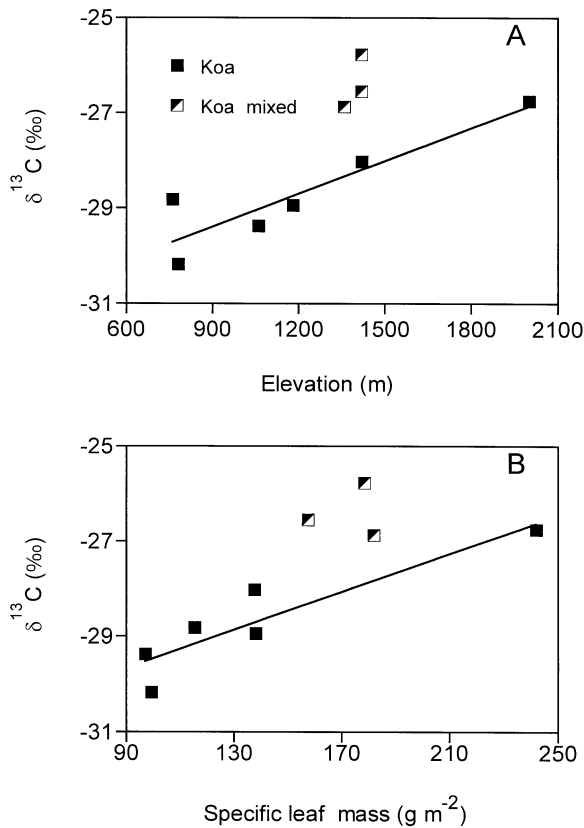 -25
A
Koa
Koa mixed
-27
-29
-31
δ¹³C (‰)
600 900 1200 1500 1800 2100
Elevation (m)
-25
B
-27
-29
-31
δ¹³C (‰)
90 130 170 210 250
Specific leaf mass (g m⁻²)